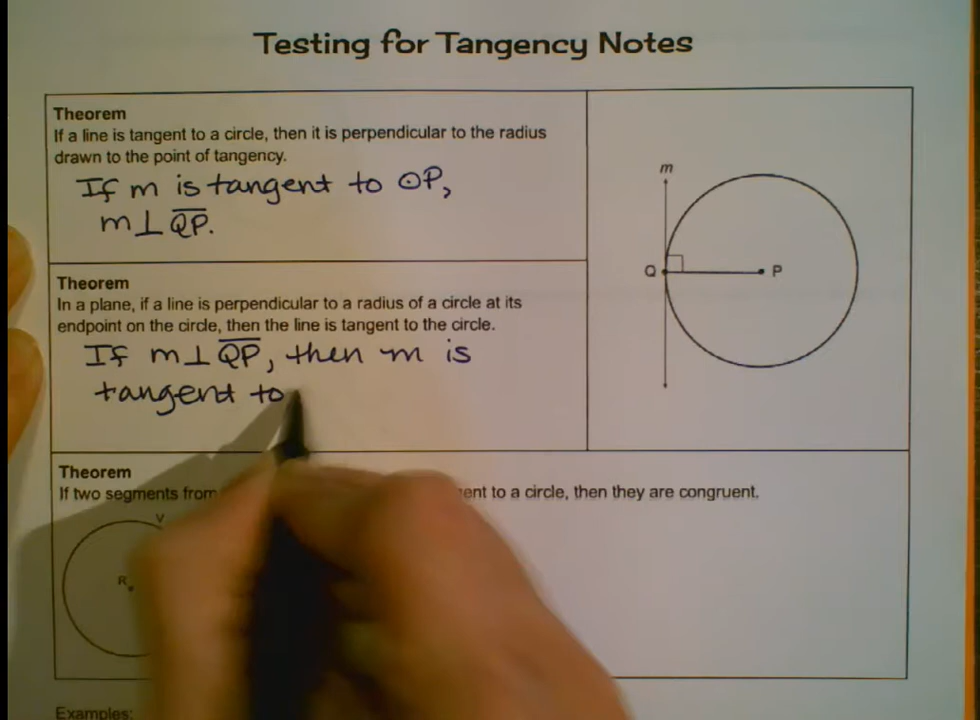 Testing for Tangency Notes
Theorem
If a line is tangent to a circle, then it is perpendicular to the radius
drawn to the point of tangency.
If m is tangent to ⊙P,
m⊥Q̅P̅.
m
Q
P
Theorem
In a plane, if a line is perpendicular to a radius of a circle at its
endpoint on the circle, then the line is tangent to the circle.
If m⊥Q̅P̅, then m is
tangent to
Theorem
If two segments from ent to a circle, then they are congruent.
V
R
Examples: